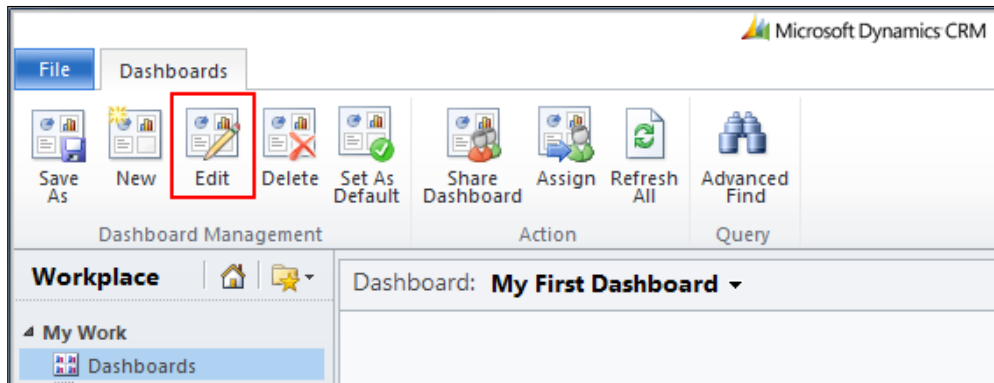 Microsoft Dynamics CRM
File Dashboards
Save As New Edit Delete Set As Default Share Dashboard Assign Refresh All Advanced Find
Dashboard Management Action Query
Workplace
Dashboard: My First Dashboard
My Work
Dashboards